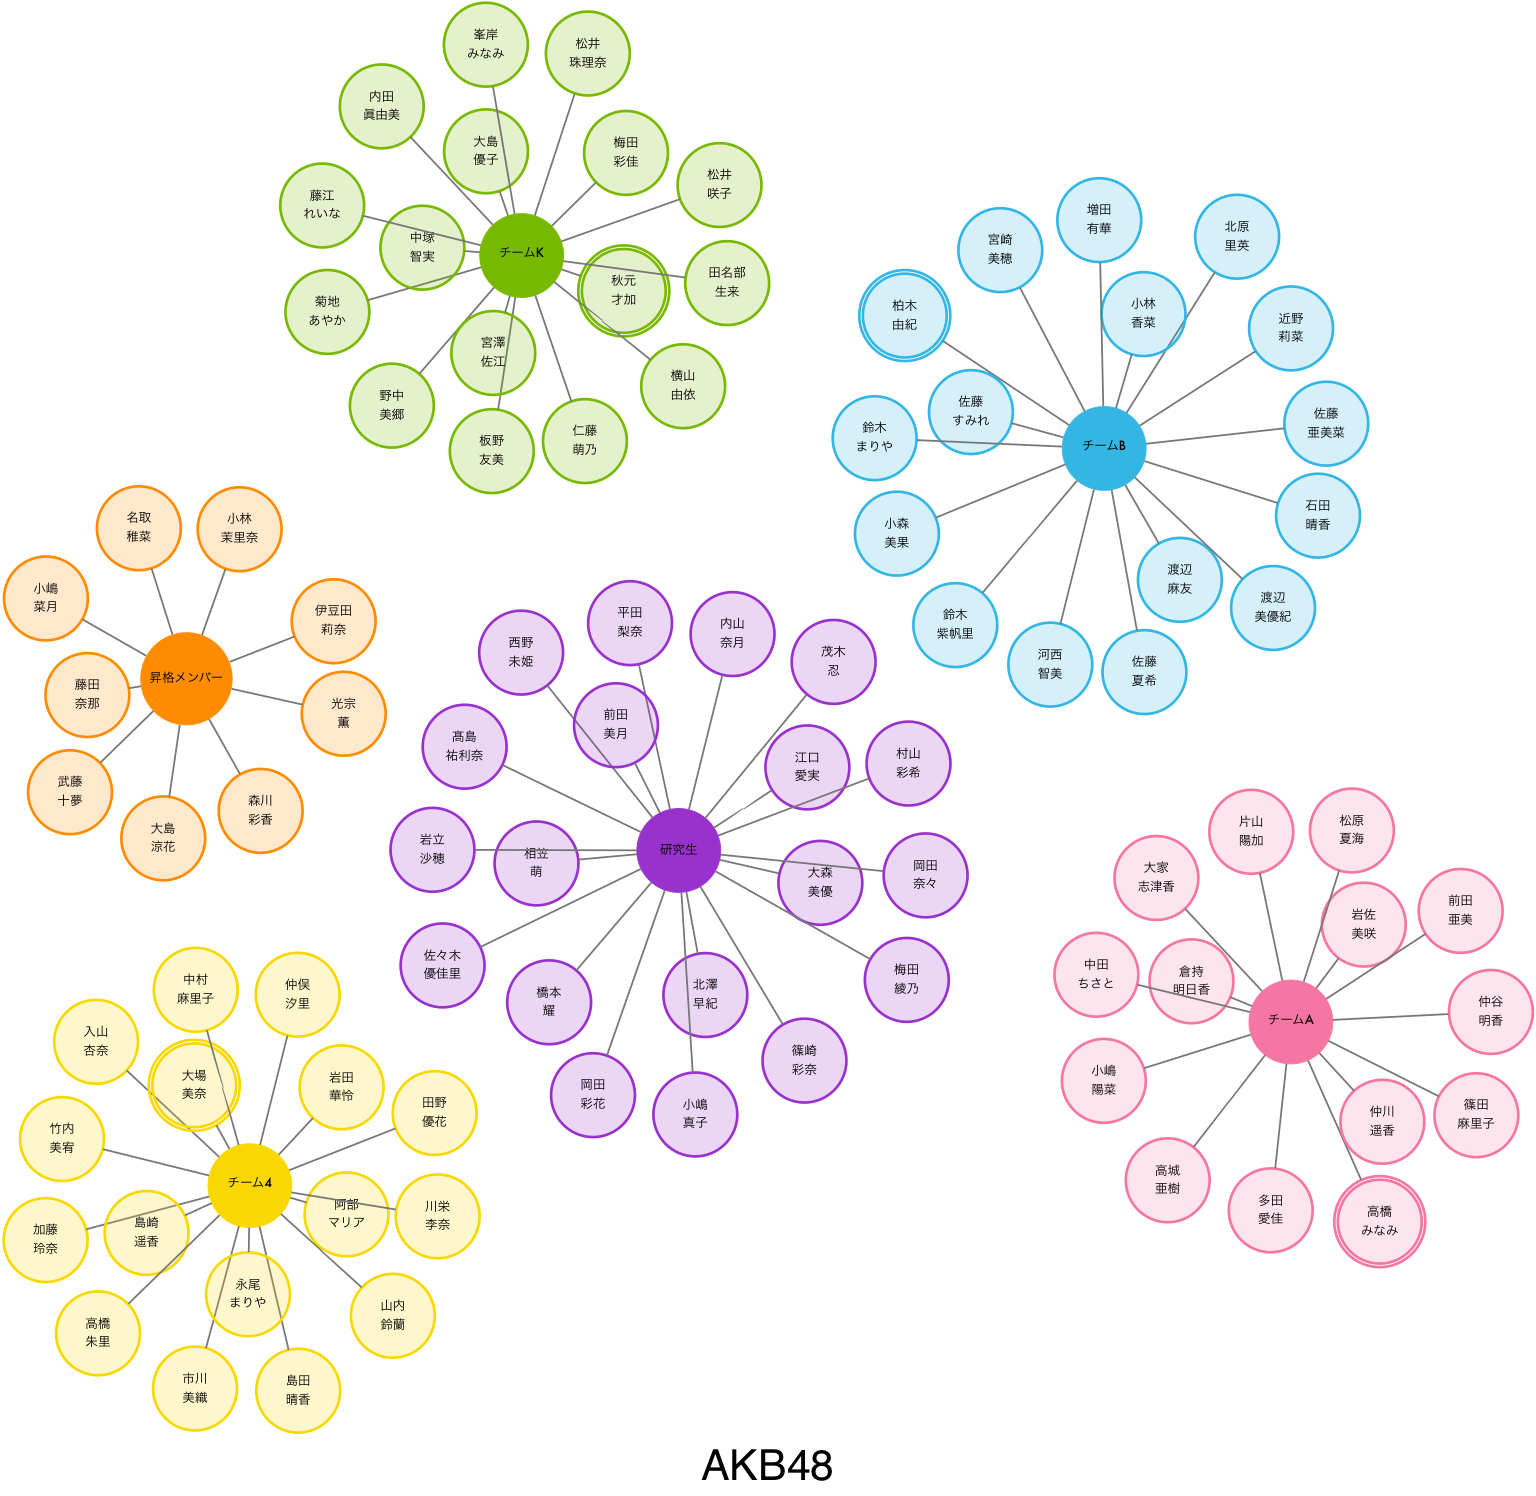 峯岸
みなみ
松井
珠理奈
内田
眞由美
大島
優子
梅田
彩佳
松井
咲子
藤江
れいな
中塚
智実
チームK
秋元
才加
田名部
生来
菊地
あやか
宮澤
佐江
横山
由依
野中
美郷
板野
友美
仁藤
萌乃
増田
有華
北原
里英
宮崎
美穂
柏木
由紀
小林
香菜
近野
莉菜
佐藤
すみれ
佐藤
亜美菜
鈴木
まりや
チームB
石田
晴香
小森
美果
渡辺
麻友
渡辺
美優紀
鈴木
紫帆里
河西
智美
佐藤
夏希
名取
稚菜
小林
茉里奈
小嶋
菜月
伊豆田
莉奈
昇格メンバー
藤田
奈那
光宗
薫
武藤
十夢
大島
涼花
森川
彩香
平田
梨奈
内山
奈月
西野
未姫
茂木
忍
前田
美月
髙島
祐利奈
江口
愛実
村山
彩希
岩立
沙穂
相笠
萌
研究生
大森
美優
岡田
奈々
佐々木
優佳里
橋本
耀
北澤
早紀
梅田
綾乃
篠崎
彩奈
岡田
彩花
小嶋
真子
片山
陽加
松原
夏海
大家
志津香
岩佐
美咲
前田
亜美
中田
ちさと
倉持
明日香
チームA
仲谷
明香
小嶋
陽菜
仲川
遥香
篠田
麻里子
高城
亜樹
多田
愛佳
高橋
みなみ
中村
麻里子
仲俣
汐里
入山
杏奈
大場
美奈
岩田
華怜
田野
優花
竹内
美宥
チーム4
加藤
玲奈
島崎
遥香
阿部
マリア
川栄
李奈
高橋
朱里
永尾
まりや
山内
鈴蘭
市川
美織
島田
晴香
AKB48